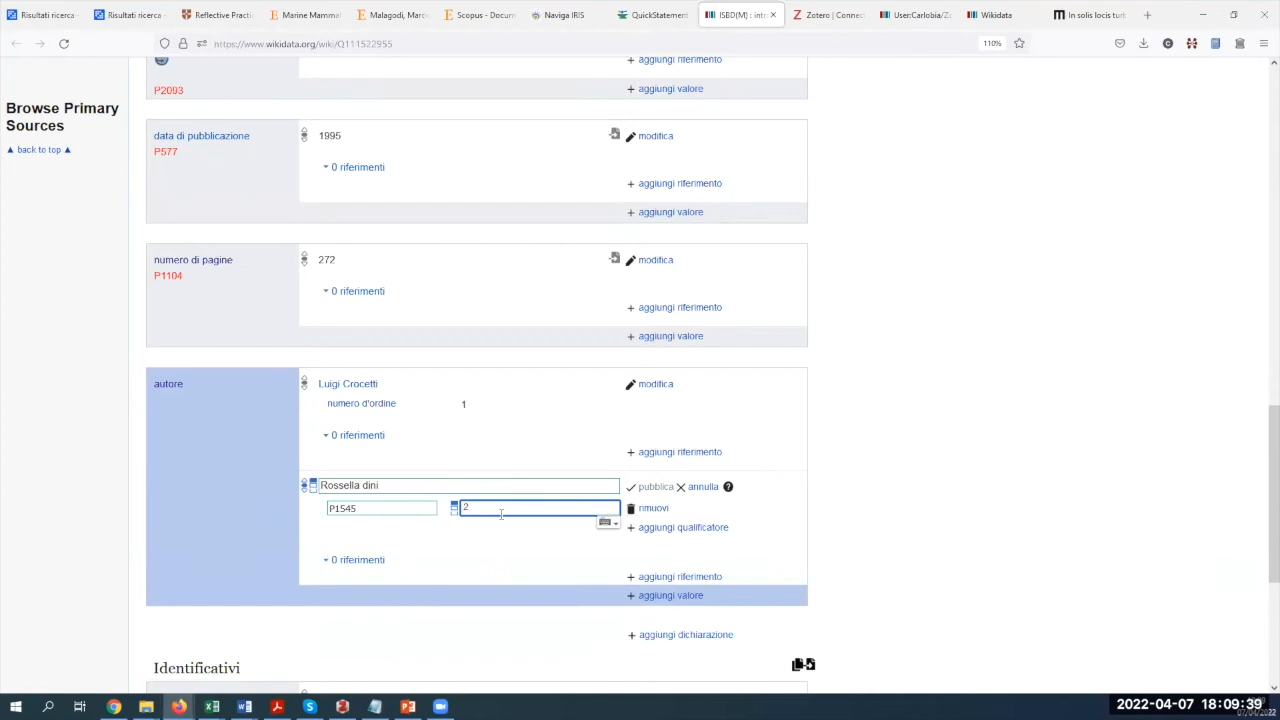 Risultati ricerca
Risultati ricerca
Reflective Practi
Marine Mammal
Malagodi, Marc
Scopus - Docum
Naviga IRIS
QuickStatement
ISBD(M) : intr
Zotero | Connect
User:Carlobia/Zo
Wikidata
In solis locis turb
https://www.wikidata.org/wiki/Q111522955
110%
Browse Primary
Sources
▲ back to top ▲
+ aggiungi riferimento
P2093
+ aggiungi valore
data di pubblicazione
1995
modifica
P577
0 riferimenti
+ aggiungi riferimento
+ aggiungi valore
numero di pagine
272
modifica
P1104
0 riferimenti
+ aggiungi riferimento
+ aggiungi valore
autore
Luigi Crocetti
modifica
numero d'ordine
1
0 riferimenti
+ aggiungi riferimento
Rossella dini
pubblica
annulla
P1545
2
rimuovi
+ aggiungi qualificatore
0 riferimenti
+ aggiungi riferimento
+ aggiungi valore
+ aggiungi dichiarazione
Identificativi
2022-04-07 18:09:39
07/04/2022